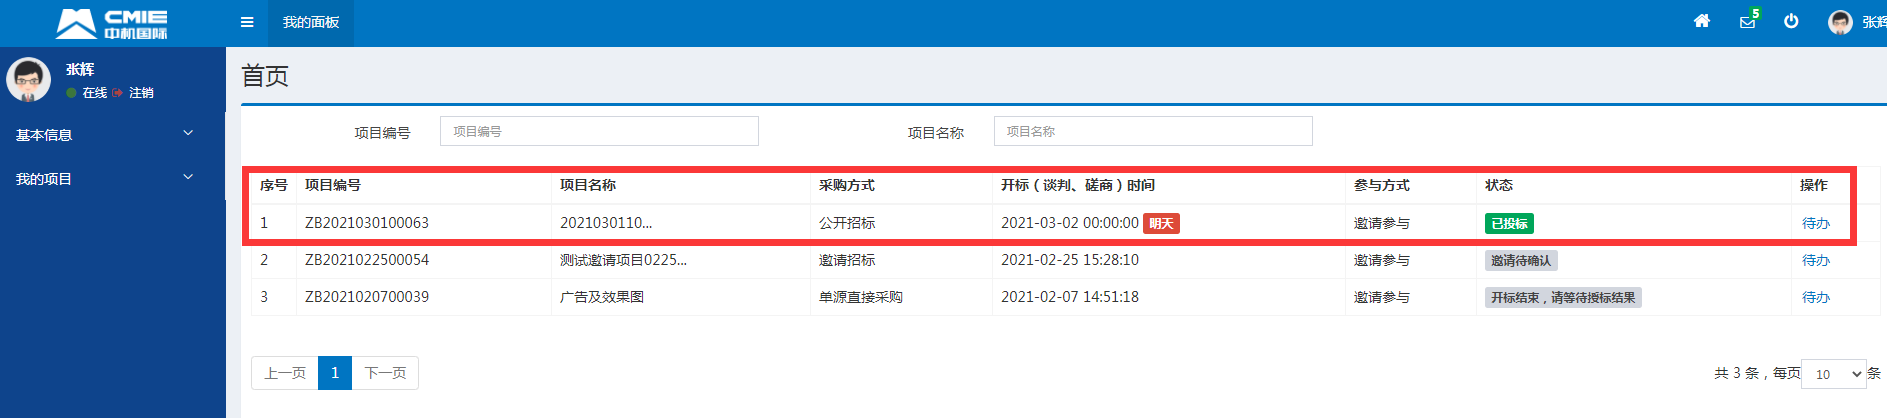 CMIE
中机国际
我的面板
5
张辉
张辉
在线 注销
基本信息
我的项目
首页
项目编号 项目编号 项目名称 项目名称
序号 项目编号 项目名称 采购方式 开标（谈判、磋商）时间 参与方式 状态 操作
1 ZB2021030100063 2021030110... 公开招标 2021-03-02 00:00:00 明天 邀请参与 已投标 待办
2 ZB2021022500054 测试邀请项目0225... 邀请招标 2021-02-25 15:28:10 邀请参与 邀请待确认 待办
3 ZB2021020700039 广告及效果图 单源直接采购 2021-02-07 14:51:18 邀请参与 开标结束，请等待授标结果 待办
上一页 1 下一页 共 3 条，每页 10 条